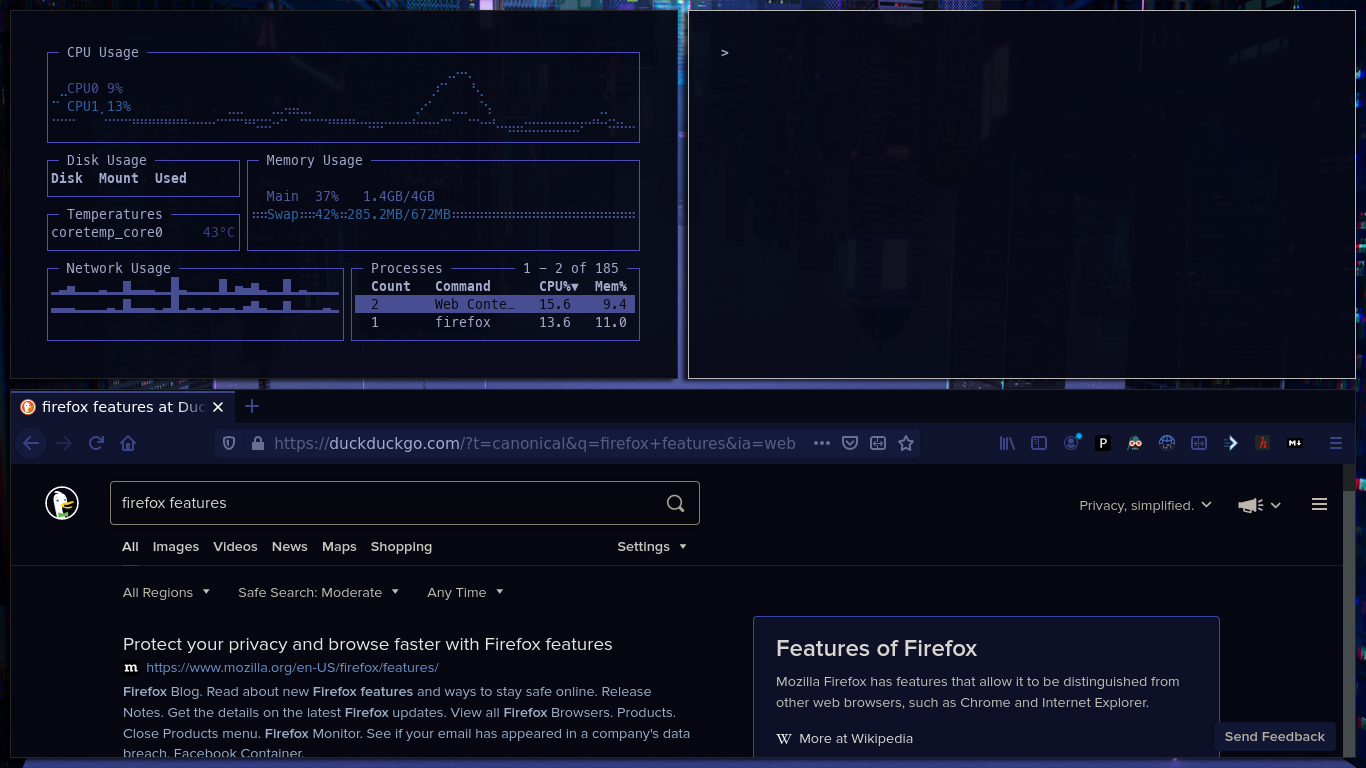 CPU Usage
CPU0 9%
CPU1 13%
Disk Usage
Disk Mount Used
Temperatures
coretemp_core0 43°C
Memory Usage
Main 37% 1.4GB/4GB
Swap 42% 285.2MB/672MB
Network Usage
Processes 1 - 2 of 185
Count Command CPU%▼ Mem%
2 Web Conte… 15.6 9.4
1 firefox 13.6 11.0
>
firefox features at Duc
https://duckduckgo.com/?t=canonical&q=firefox+features&ia=web
P
h
M↓
firefox features
Privacy, simplified.
All Images Videos News Maps Shopping Settings
All Regions Safe Search: Moderate Any Time
Protect your privacy and browse faster with Firefox features
m https://www.mozilla.org/en-US/firefox/features/
Firefox Blog. Read about new Firefox features and ways to stay safe online. Release
Notes. Get the details on the latest Firefox updates. View all Firefox Browsers. Products.
Close Products menu. Firefox Monitor. See if your email has appeared in a company's data
breach. Facebook Container.
Features of Firefox
Mozilla Firefox has features that allow it to be distinguished from
other web browsers, such as Chrome and Internet Explorer.
W More at Wikipedia
Send Feedback